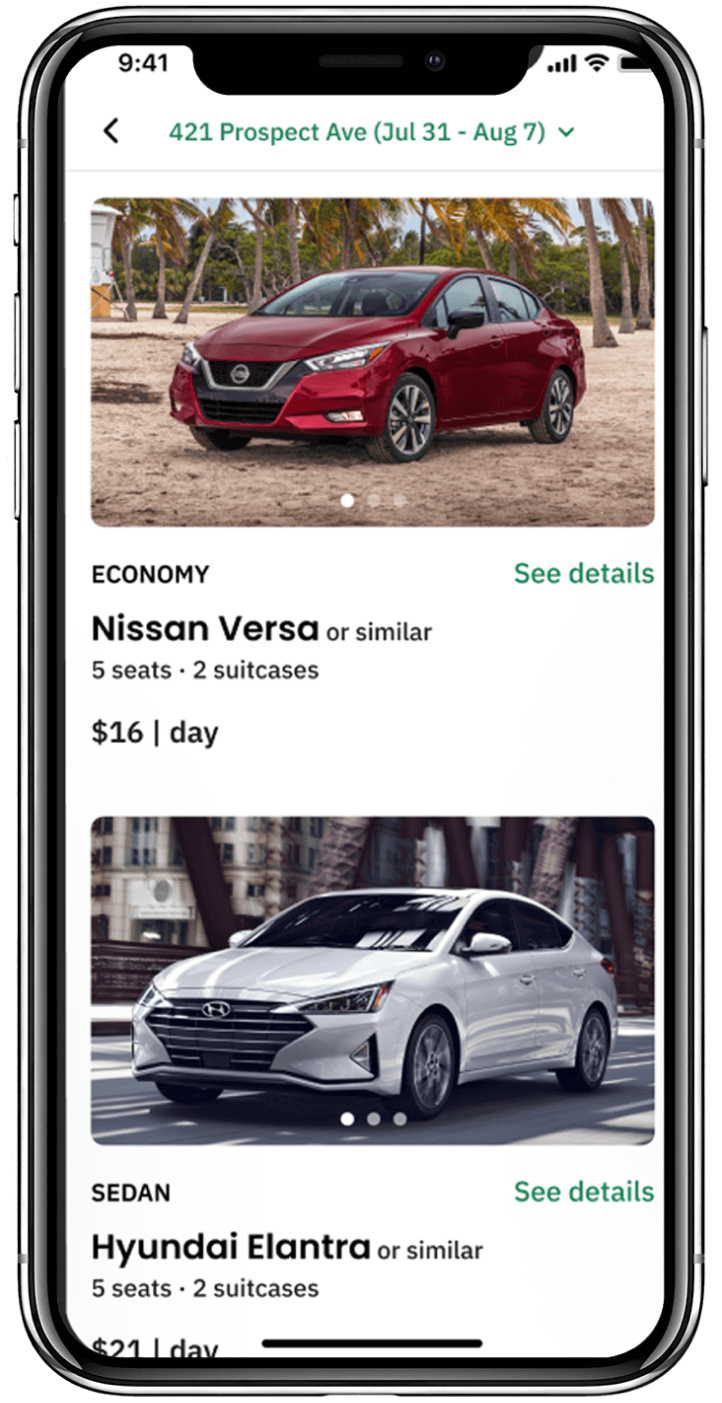 9:41
421 Prospect Ave (Jul 31 - Aug 7)
ECONOMY
See details
Nissan Versa or similar
5 seats · 2 suitcases
$16 | day
SEDAN
See details
Hyundai Elantra or similar
5 seats · 2 suitcases
$21 | day